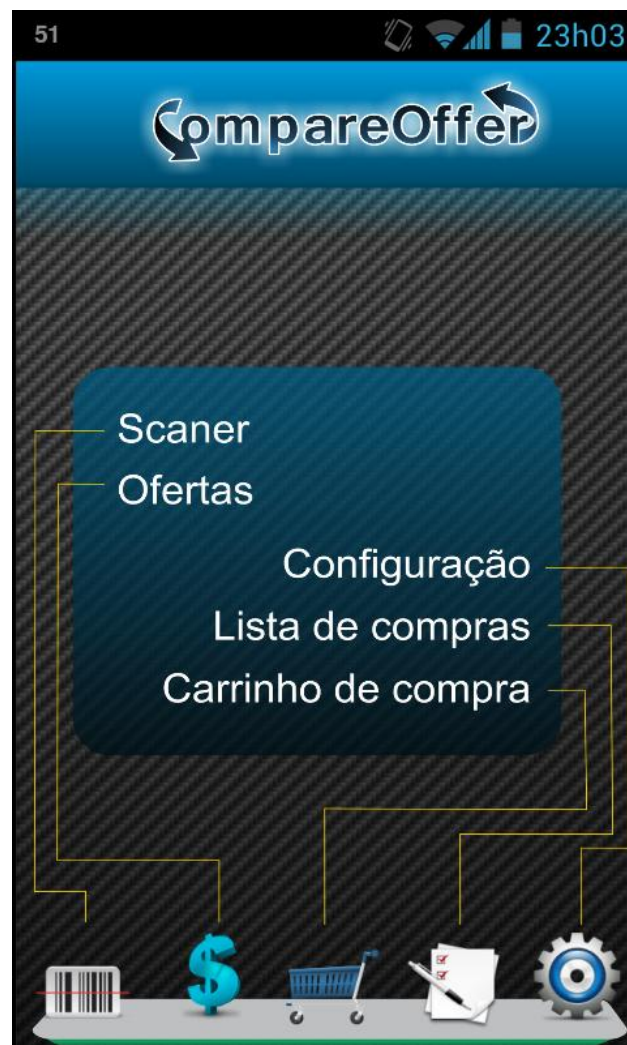 51 23h03
CompareOffer
Scaner
Ofertas
Configuração
Lista de compras
Carrinho de compra
$